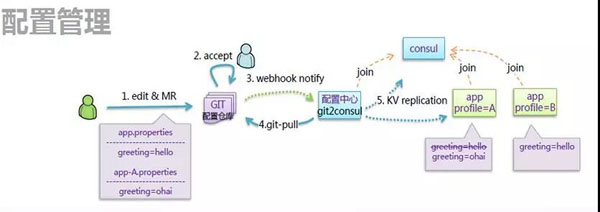 配置管理
2. accept
consul
3. webhook notify
join
join
join
1. edit & MR
GIT
配置仓库
配置中心
git2consul
5. KV replication
app
profile=A
app
profile=B
4.git-pull
app.properties
greeting=hello
app-A.properties
greeting=ohai
greeting=hello
greeting=ohai
greeting=hello